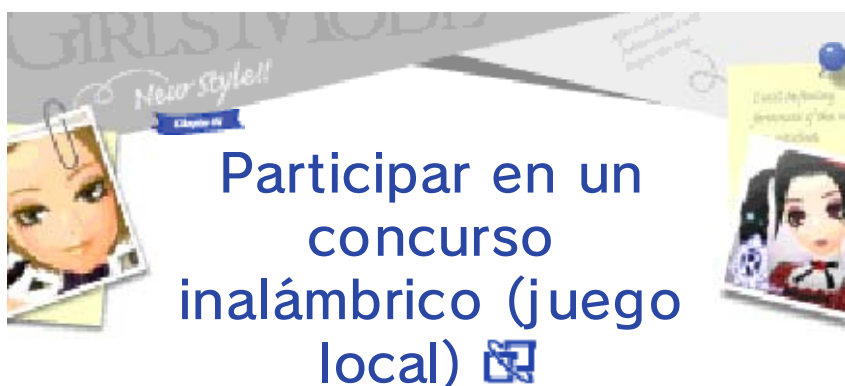 GIRLS MODE
New Style!!
Participar en un
concurso
inalámbrico (juego
local)